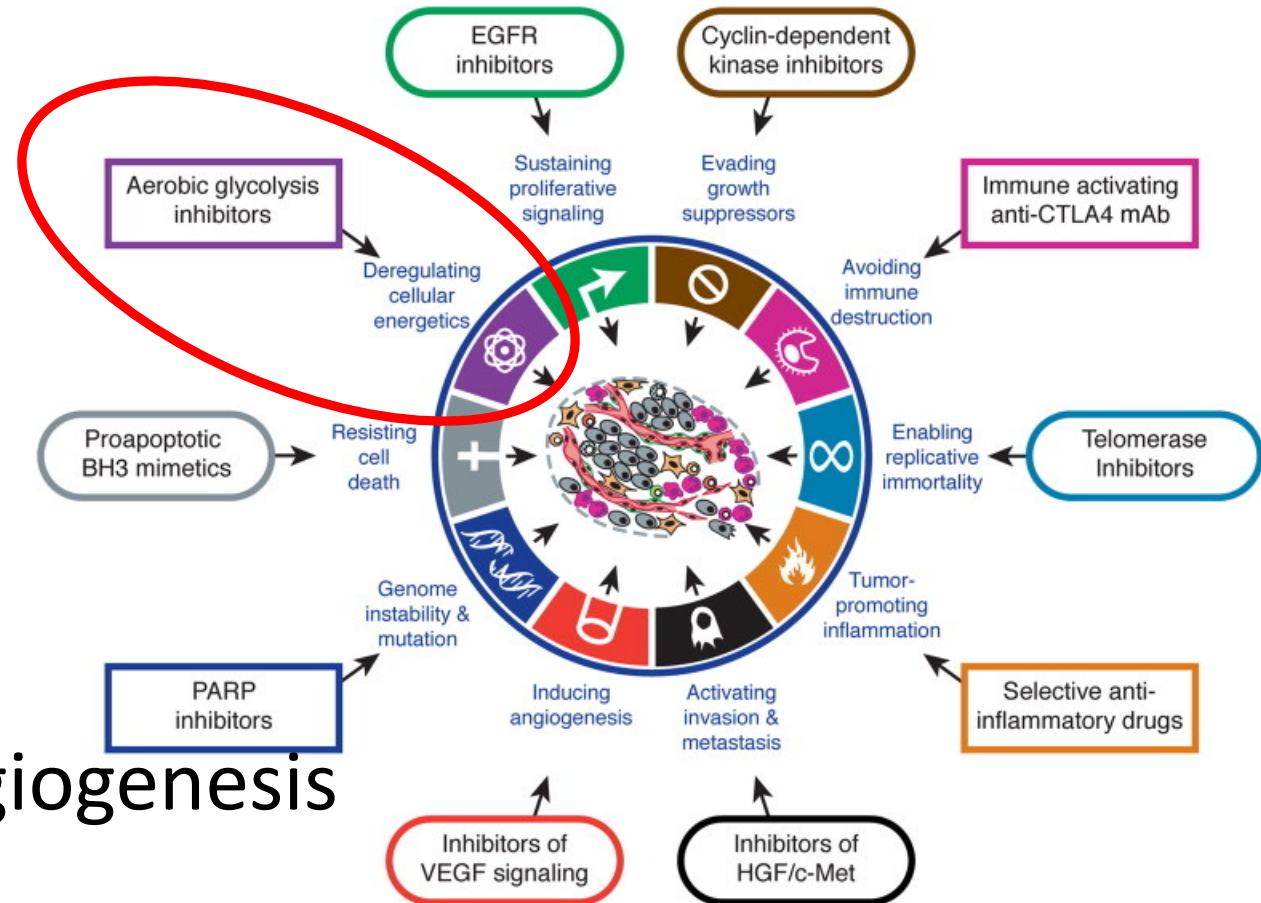 EGFR
inhibitors
Cyclin-dependent
kinase inhibitors
Sustaining
proliferative
signaling
Evading
growth
suppressors
Aerobic glycolysis
inhibitors
Immune activating
anti-CTLA4 mAb
Deregulating
cellular
energetics
Avoiding
immune
destruction
Proapoptotic
BH3 mimetics
Resisting
cell
death
Enabling
replicative
immortality
Telomerase
Inhibitors
Genome
instability &
mutation
Tumor-
promoting
inflammation
PARP
inhibitors
Inducing
angiogenesis
Activating
invasion &
metastasis
Selective anti-
inflammatory drugs
giogenesis
Inhibitors of
VEGF signaling
Inhibitors of
HGF/c-Met